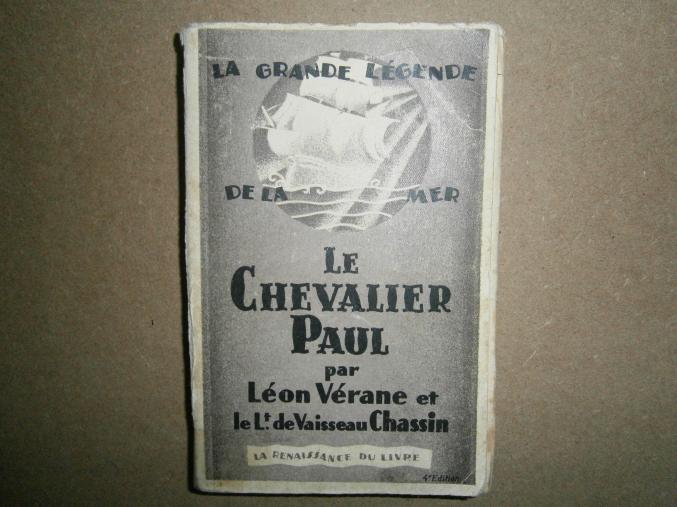 LA GRANDE LÉGENDE
DE LA MER
LE
CHEVALIER
PAUL
par
Léon Vérane et
le Lt. de Vaisseau Chassin
LA RENAISSANCE DU LIVRE
4e Edition